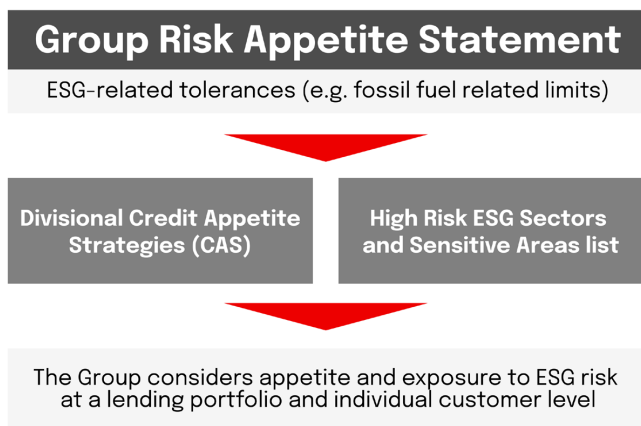 Group Risk Appetite Statement
ESG-related tolerances (e.g. fossil fuel related limits)
Divisional Credit Appetite
Strategies (CAS)
High Risk ESG Sectors
and Sensitive Areas list
The Group considers appetite and exposure to ESG risk
at a lending portfolio and individual customer level